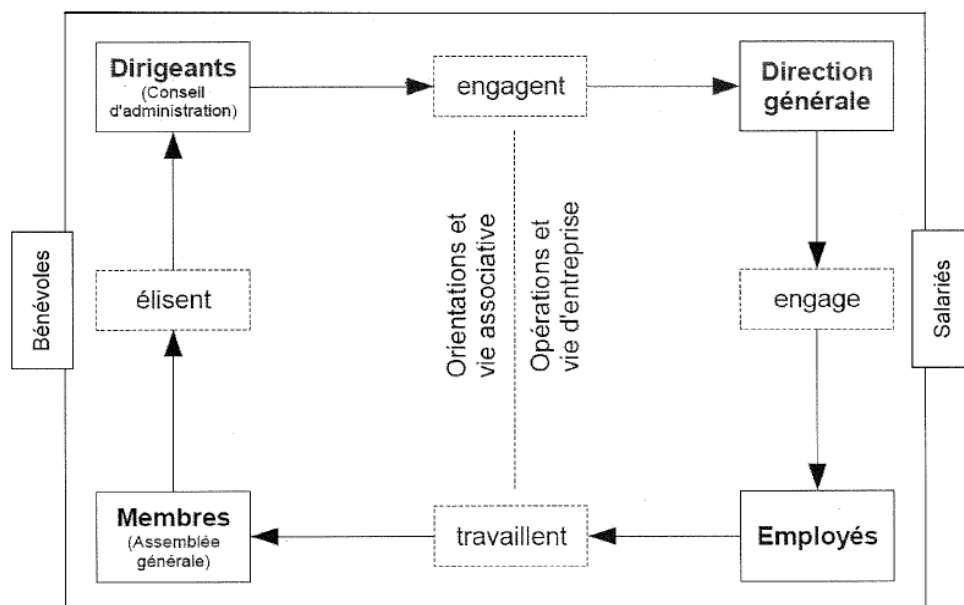 Dirigeants
(Conseil
d'administration)
engagent
Direction
générale
Bénévoles
élisent
Orientations et
vie associative
Opérations et
vie d'entreprise
engage
Salariés
Membres
(Assemblée
générale)
travaillent
Employés